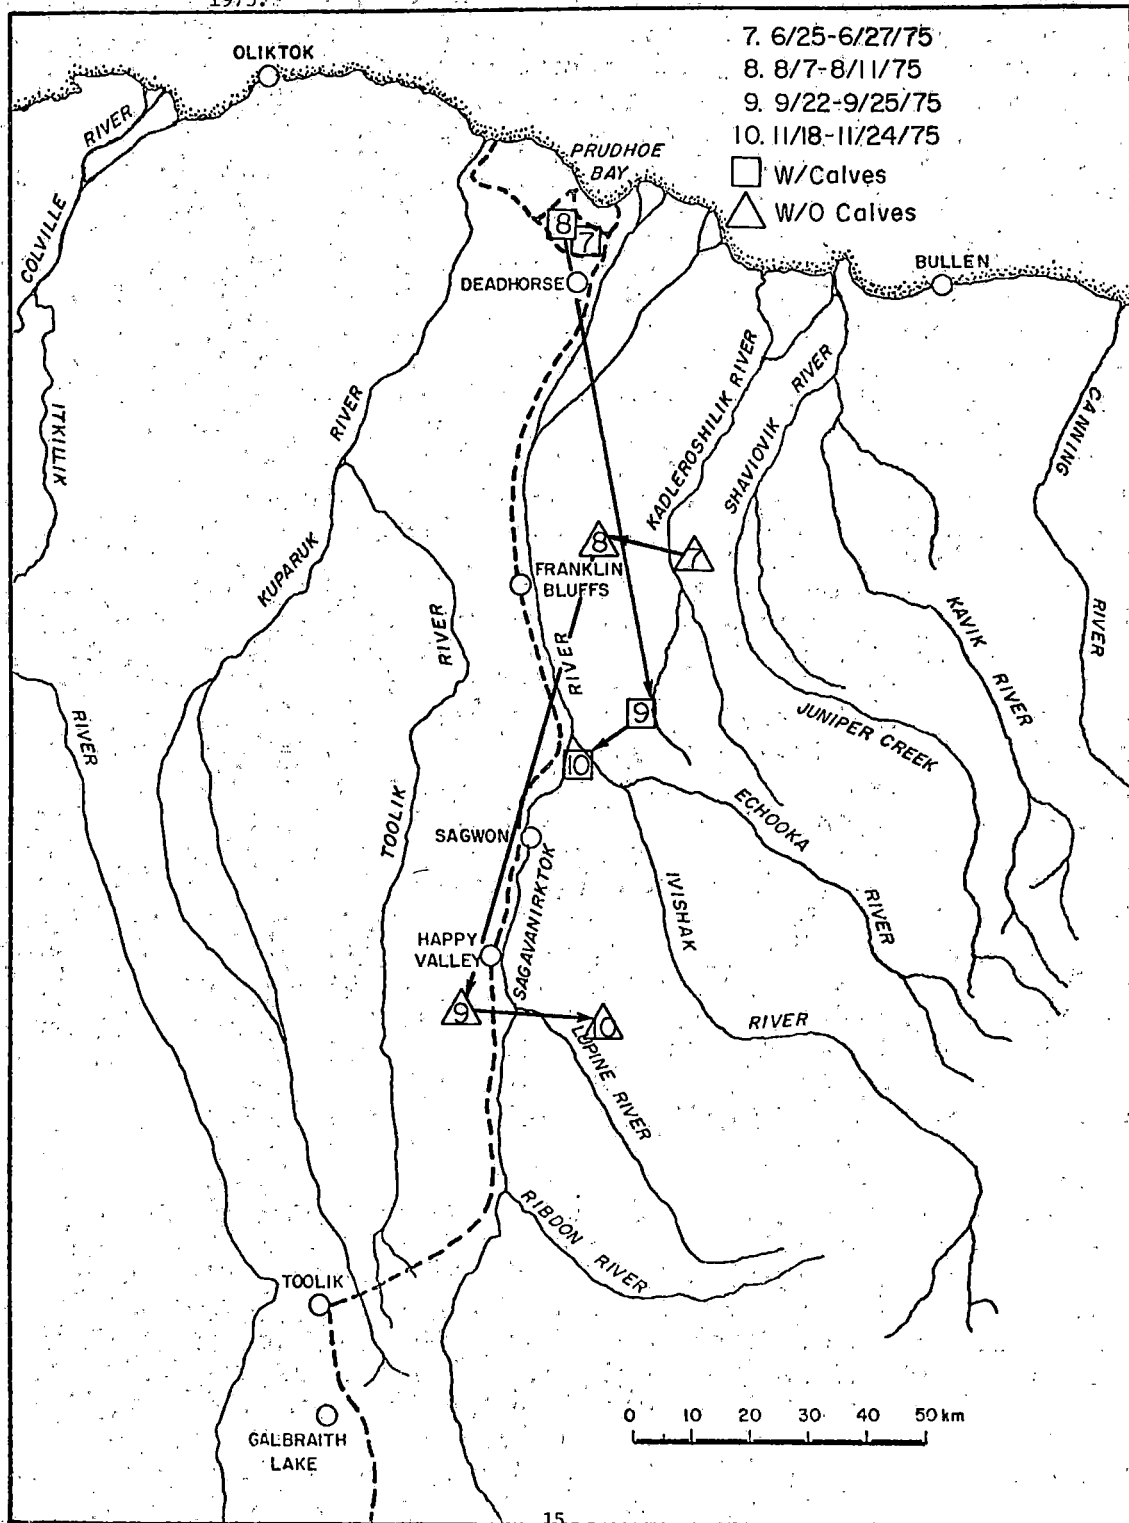 1975.
7. 6/25-6/27/75
8. 8/7-8/11/75
9. 9/22-9/25/75
10. 11/18-11/24/75
W/Calves
W/O Calves
OLIKTOK
RIVER
COLVILLE
PRUDHOE
BAY
8
7
DEADHORSE
BULLEN
ITKILLIK
RIVER
KUPARUK
KADLEROSHILIK RIVER
SHAVIOVIK
RIVER
CANNING
RIVER
8
7
FRANKLIN
BLUFFS
RIVER
RIVER
TOOLIK
KAVIK
RIVER
JUNIPER CREEK
9
10
RIVER
SAGWON
SAGAVANIRKTOK
ECHOOKA
RIVER
IVISHAK
RIVER
HAPPY
VALLEY
9
10
LUPINE RIVER
RIBDON RIVER
TOOLIK
GALBRAITH
LAKE
0 10 20 30 40 50 km
15